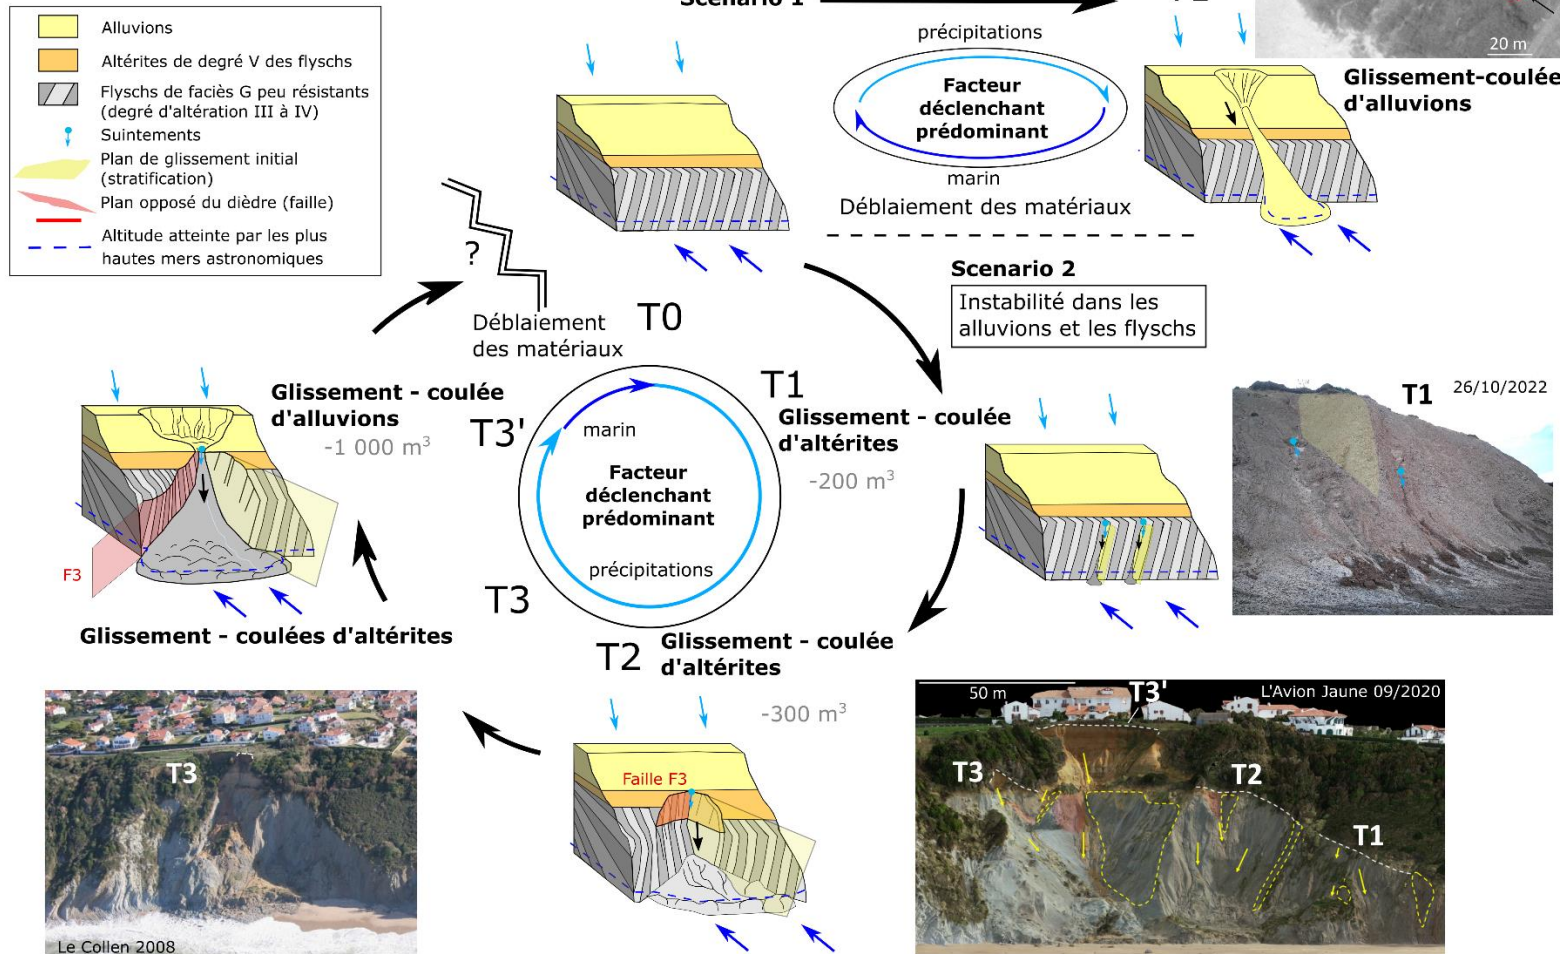 Scenario 1
20 m
Alluvions
Altérites de degré V des flyschs
Flyschs de faciès G peu résistants
(degré d'altération III à IV)
Suintements
Plan de glissement initial
(stratification)
Plan opposé du dièdre (faille)
Altitude atteinte par les plus
hautes mers astronomiques
précipitations
Facteur
déclenchant
prédominant
marin
Déblaiement des matériaux
Glissement-coulée
d'alluvions
Scenario 2
Instabilité dans les
alluvions et les flyschs
?
Déblaiement
des matériaux
T0
T1
Glissement - coulée
d'altérites
-200 m³
T1
26/10/2022
Glissement - coulée
d'alluvions
-1 000 m³
T3'
marin
Facteur
déclenchant
prédominant
précipitations
F3
T3
Glissement - coulées d'altérites
T2
Glissement - coulée
d'altérites
-300 m³
Faille F3
T3
Le Collen 2008
50 m
T3'
L'Avion Jaune 09/2020
T3
T2
T1